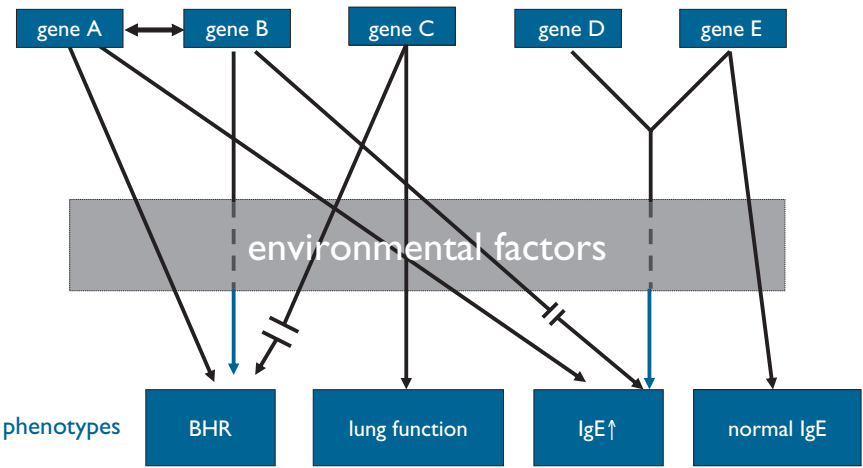 gene A
gene B
gene C
gene D
gene E
environmental factors
phenotypes
BHR
lung function
IgE↑
normal IgE